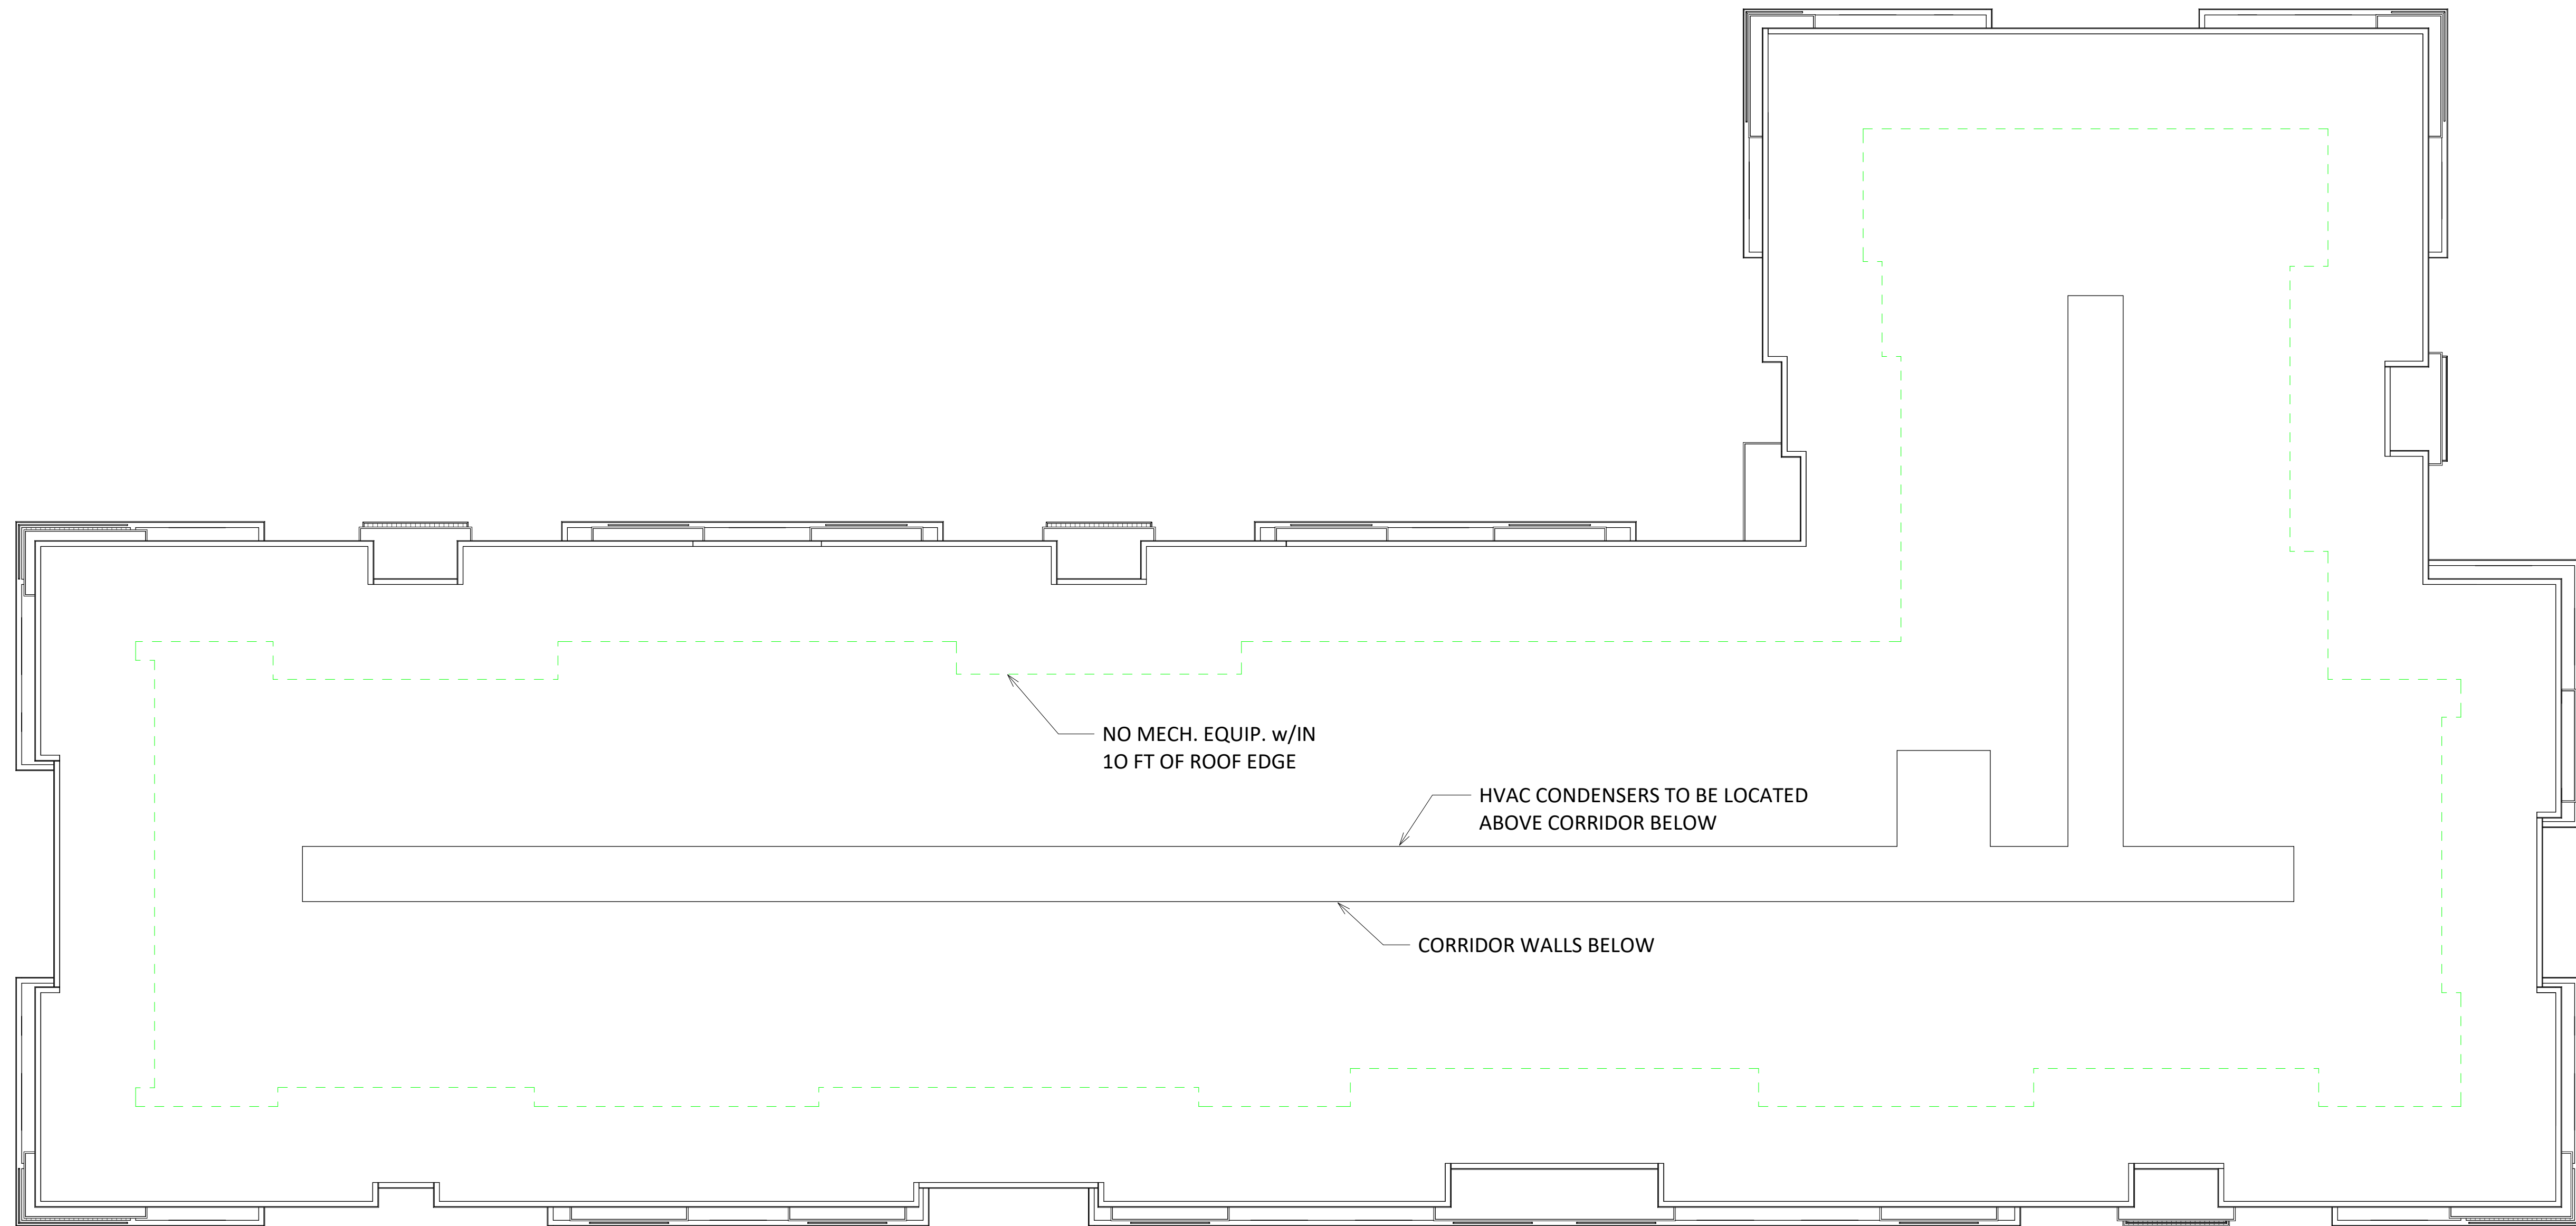 NO MECH. EQUIP. w/IN
1O FT OF ROOF EDGE
HVAC CONDENSERS TO BE LOCATED
ABOVE CORRIDOR BELOW
CORRIDOR WALLS BELOW